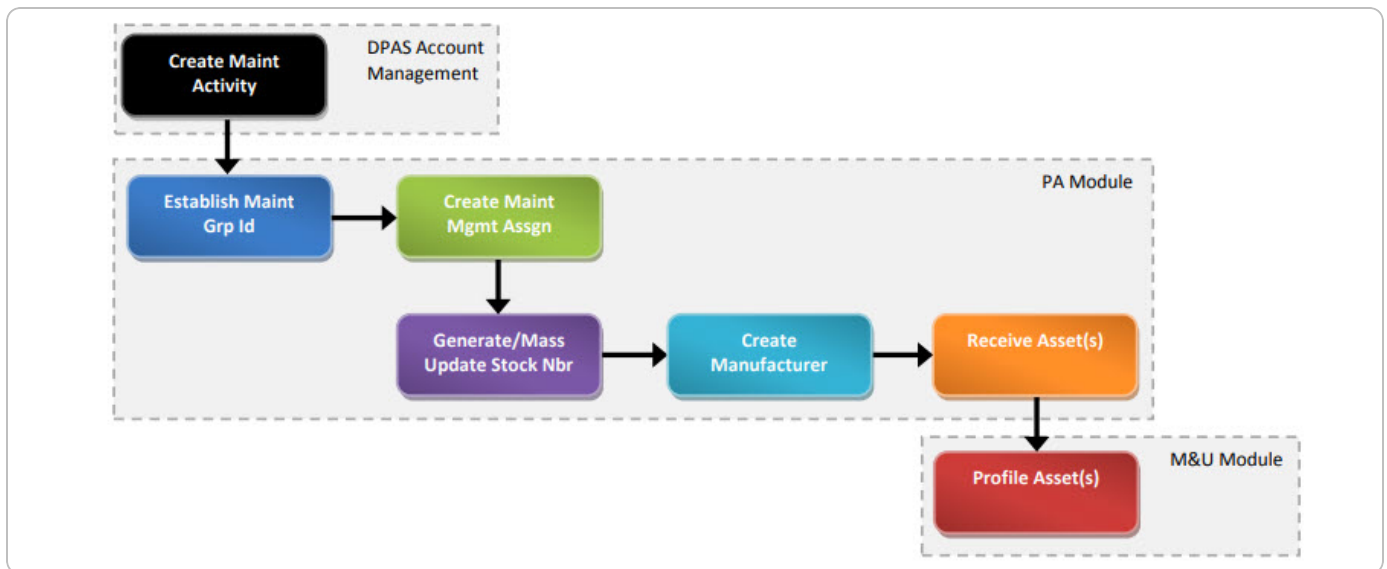 Create Maint
Activity
DPAS Account
Management
PA Module
Establish Maint
Grp Id
Create Maint
Mgmt Assgn
Generate/Mass
Update Stock Nbr
Create
Manufacturer
Receive Asset(s)
M&U Module
Profile Asset(s)